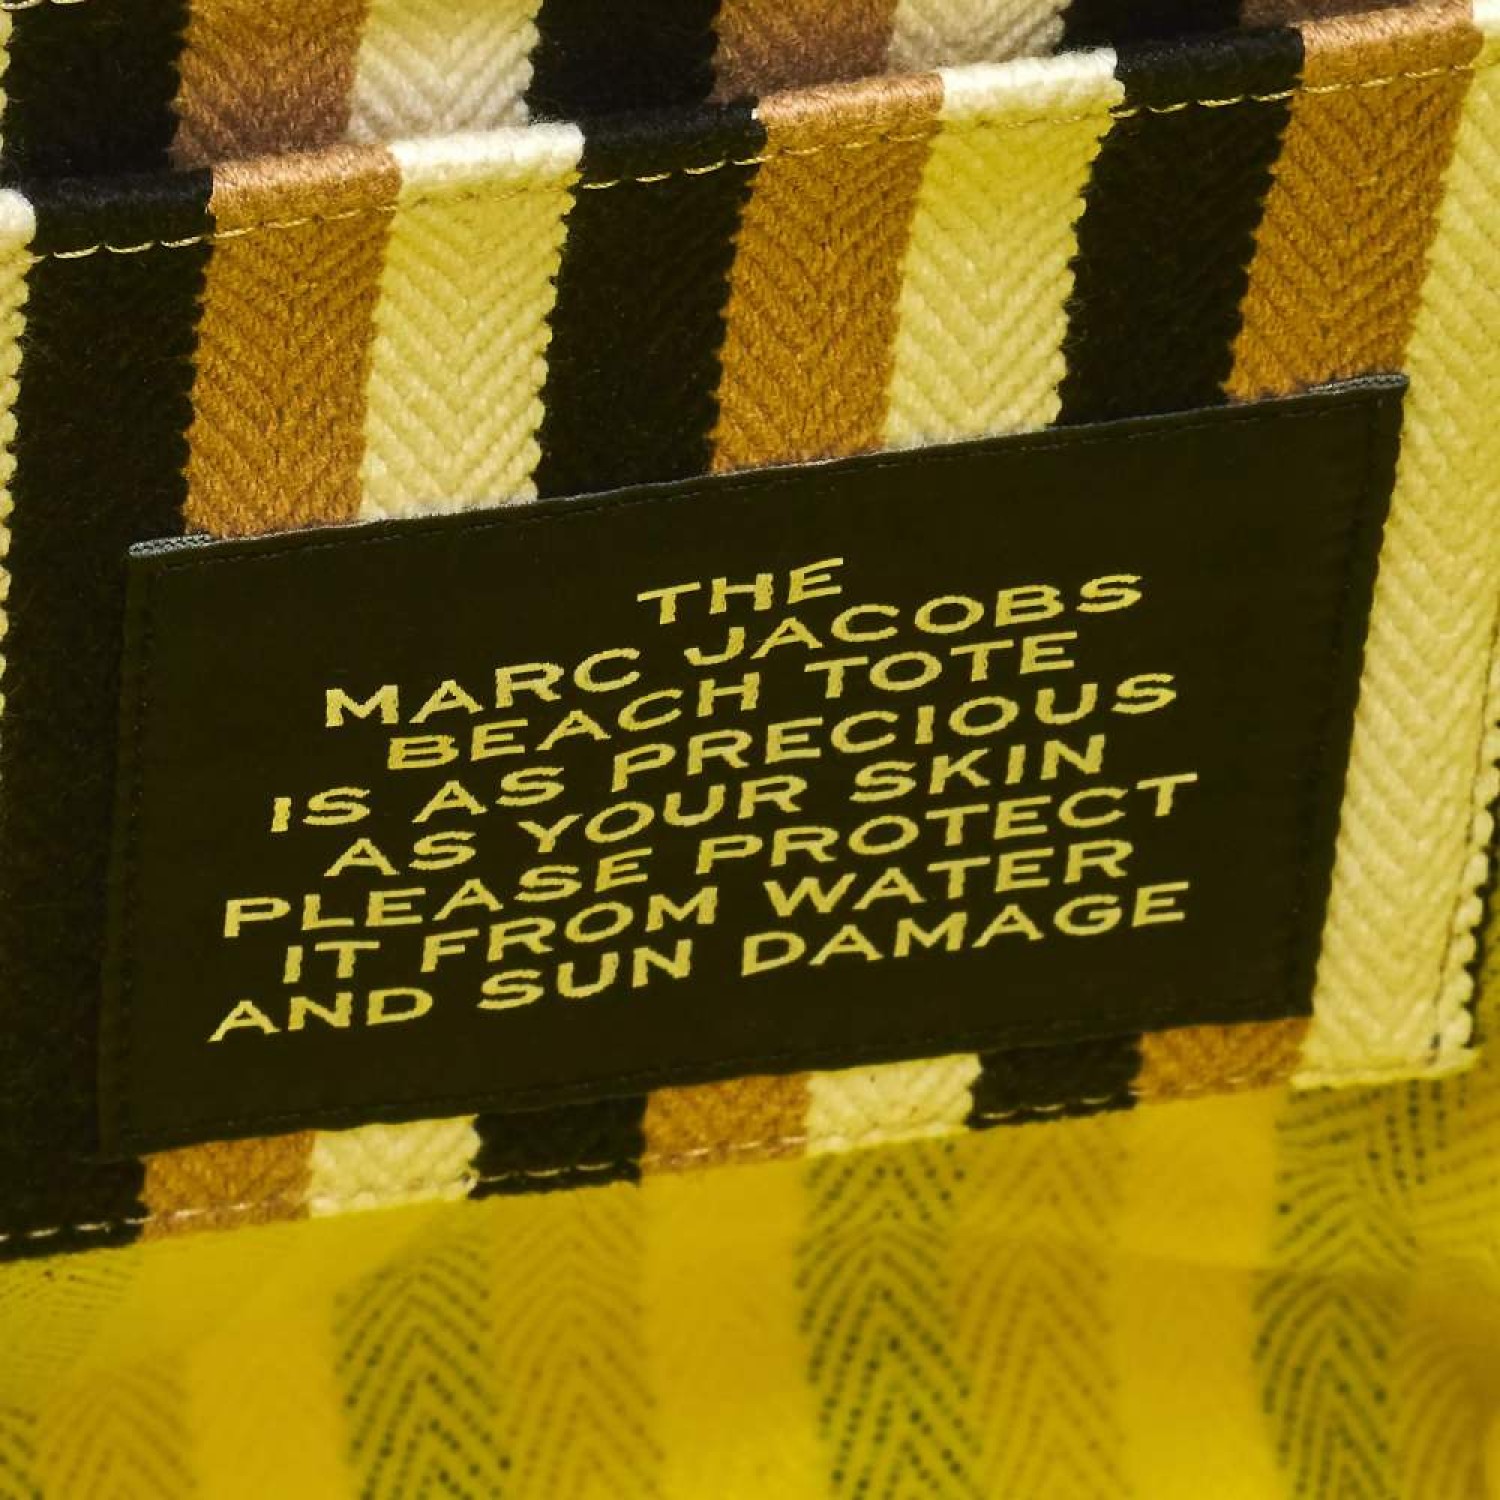 THE
MARC JACOBS
BEACH TOTE
IS AS PRECIOUS
AS YOUR SKIN
PLEASE PROTECT
IT FROM WATER
AND SUN DAMAGE